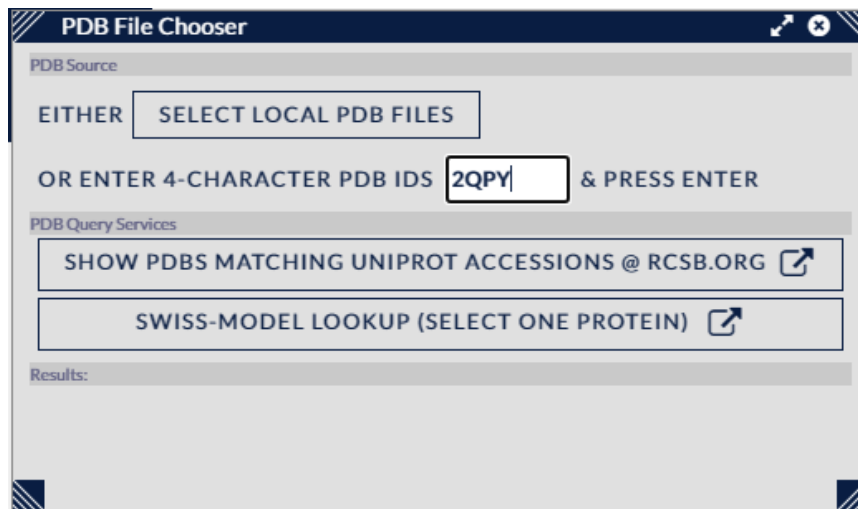 PDB File Chooser
PDB Source
EITHER SELECT LOCAL PDB FILES
OR ENTER 4-CHARACTER PDB IDS 2QPY & PRESS ENTER
PDB Query Services
SHOW PDBS MATCHING UNIPROT ACCESSIONS @ RCSB.ORG
SWISS-MODEL LOOKUP (SELECT ONE PROTEIN)
Results: